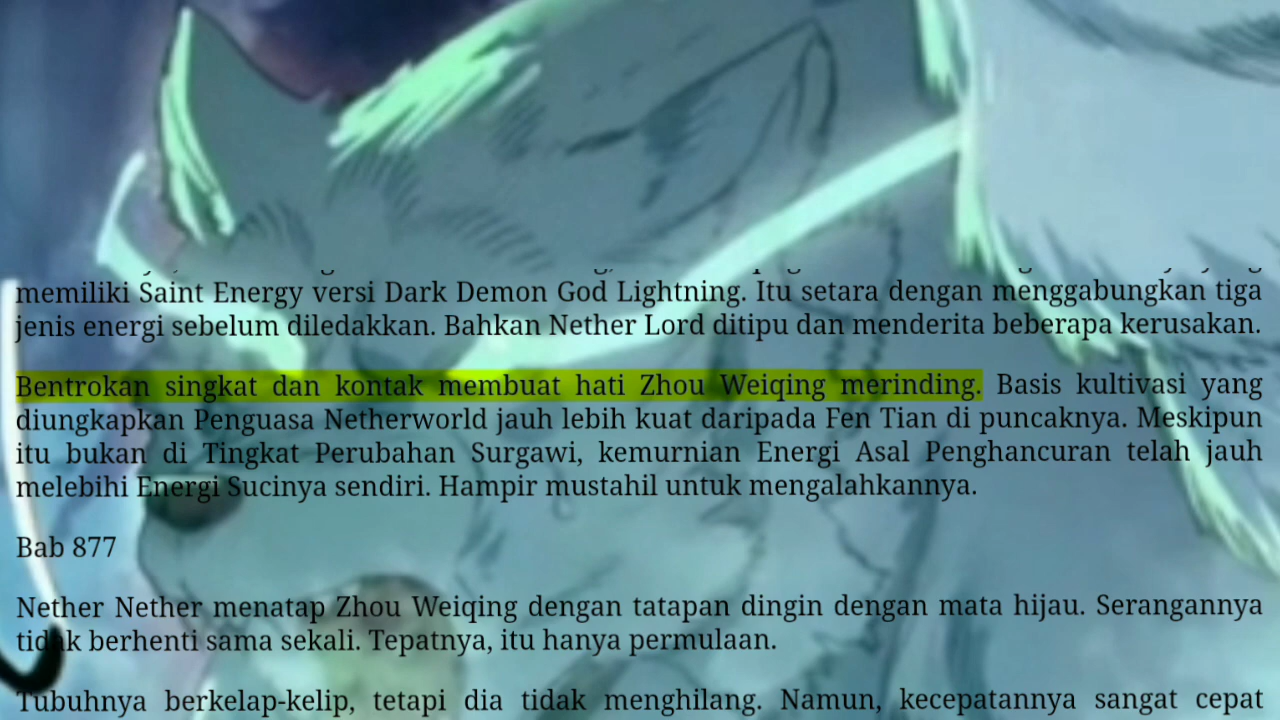 memiliki Saint Energy versi Dark Demon God Lightning. Itu setara dengan menggabungkan tiga
jenis energi sebelum diledakkan. Bahkan Nether Lord ditipu dan menderita beberapa kerusakan.
Bentrokan singkat dan kontak membuat hati Zhou Weiqing merinding. Basis kultivasi yang
diungkapkan Penguasa Netherworld jauh lebih kuat daripada Fen Tian di puncaknya. Meskipun
itu bukan di Tingkat Perubahan Surgawi, kemurnian Energi Asal Penghancuran telah jauh
melebihi Energi Sucinya sendiri. Hampir mustahil untuk mengalahkannya.
Bab 877
Nether Nether menatap Zhou Weiqing dengan tatapan dingin dengan mata hijau. Serangannya
tidak berhenti sama sekali. Tepatnya, itu hanya permulaan.
Tubuhnya berkelap-kelip, tetapi dia tidak menghilang. Namun, kecepatannya sangat cepat